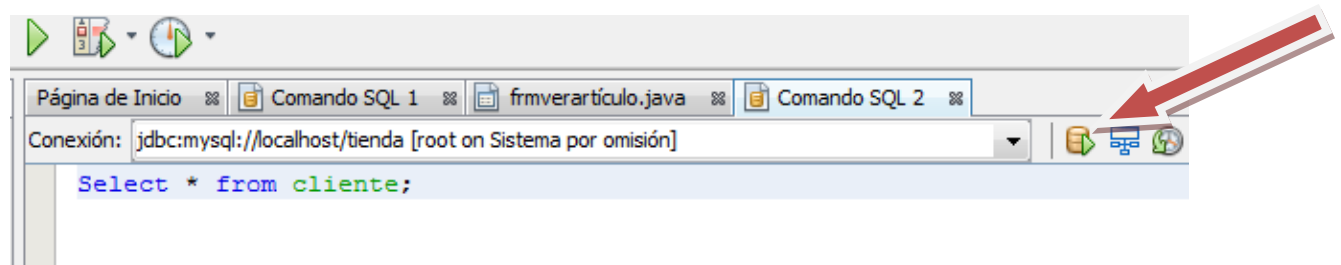 Página de Inicio Comando SQL 1 frmverartículo.java Comando SQL 2
Conexión: jdbc:mysql://localhost/tienda [root on Sistema por omisión]
Select * from cliente;